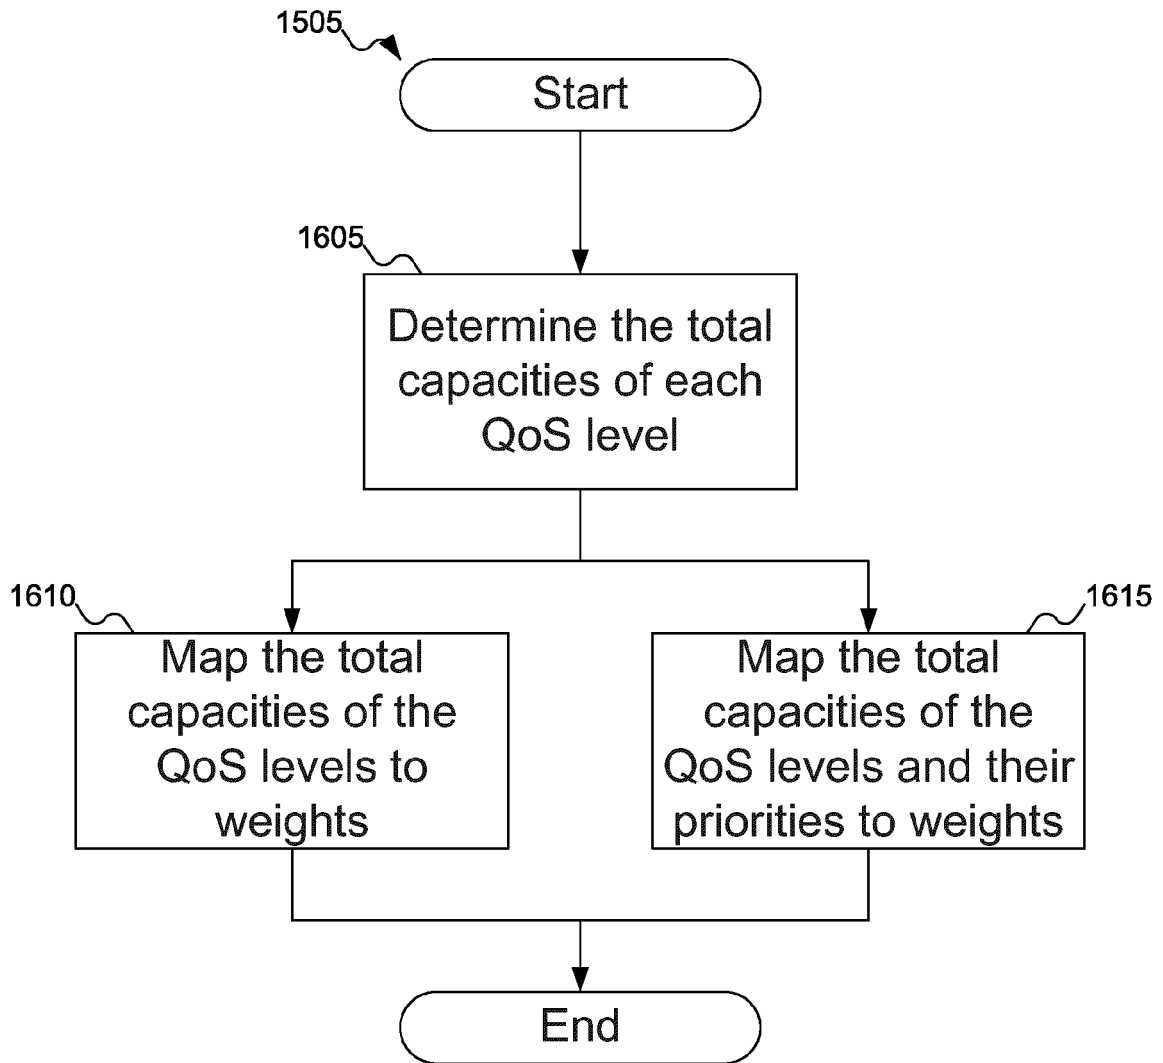 1505
Start
1605
Determine the total
capacities of each
QoS level
1610
Map the total
capacities of the
QoS levels to
weights
1615
Map the total
capacities of the
QoS levels and their
priorities to weights
End